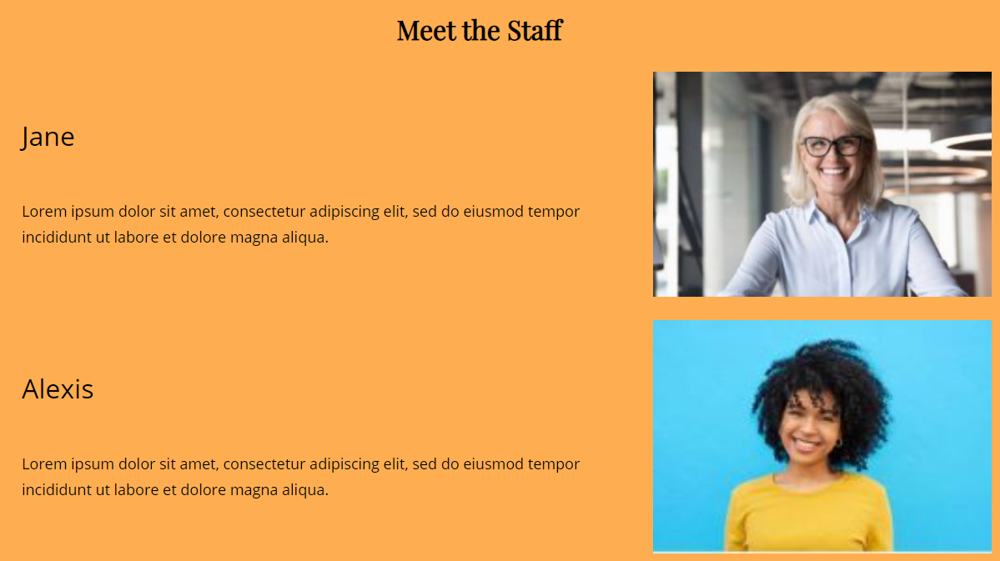 Meet the Staff
Jane
Lorem ipsum dolor sit amet, consectetur adipiscing elit, sed do eiusmod tempor
incididunt ut labore et dolore magna aliqua.
Alexis
Lorem ipsum dolor sit amet, consectetur adipiscing elit, sed do eiusmod tempor
incididunt ut labore et dolore magna aliqua.